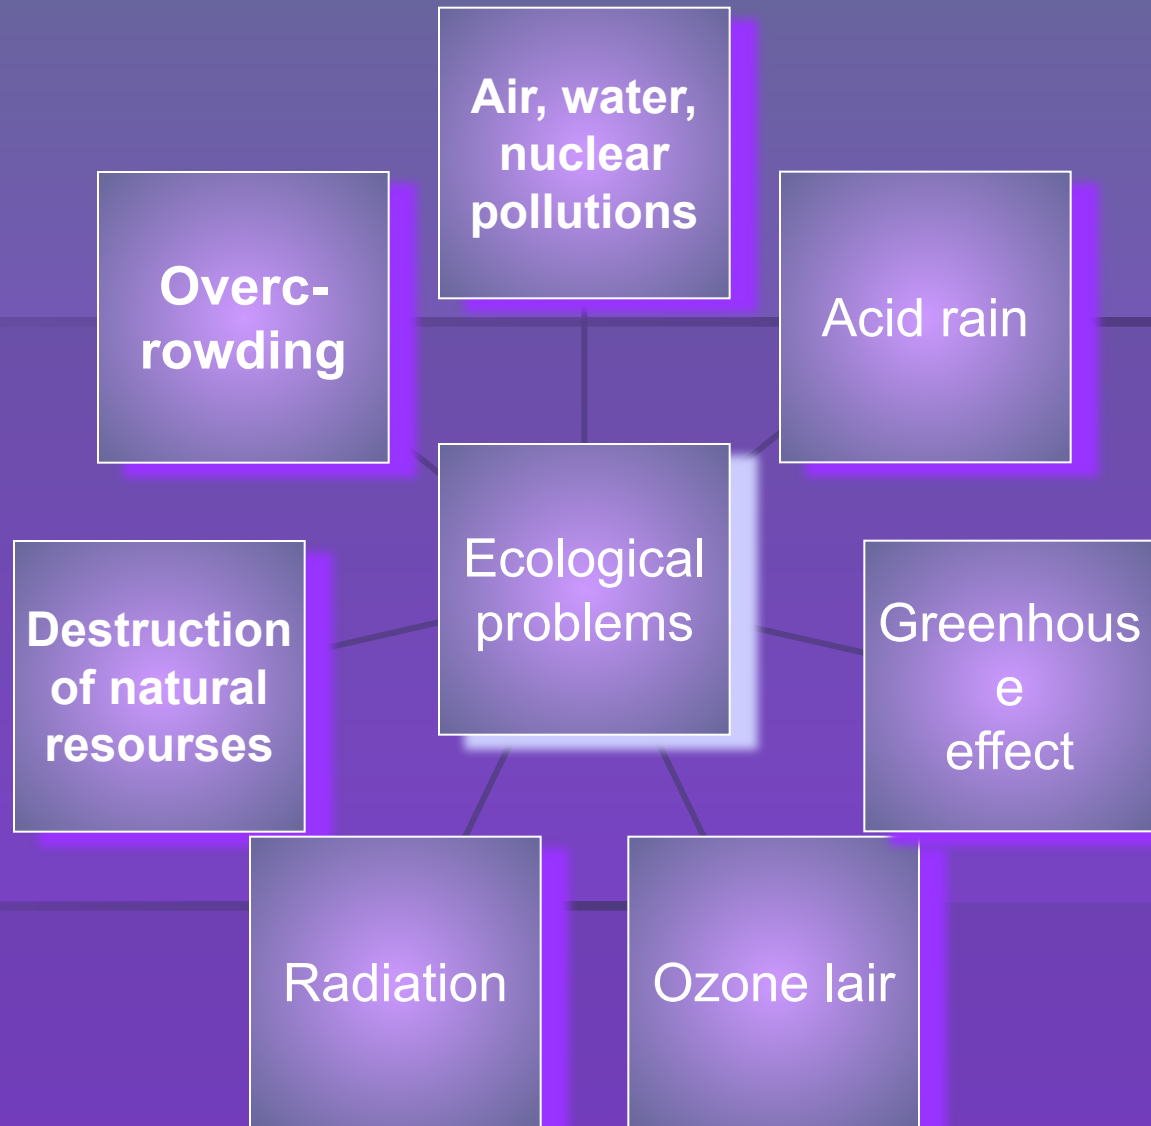 Air, water,
nuclear
pollutions
Overc-
rowding
Acid rain
Ecological
problems
Destruction
of natural
resourses
Greenhous
e
effect
Radiation
Ozone lair